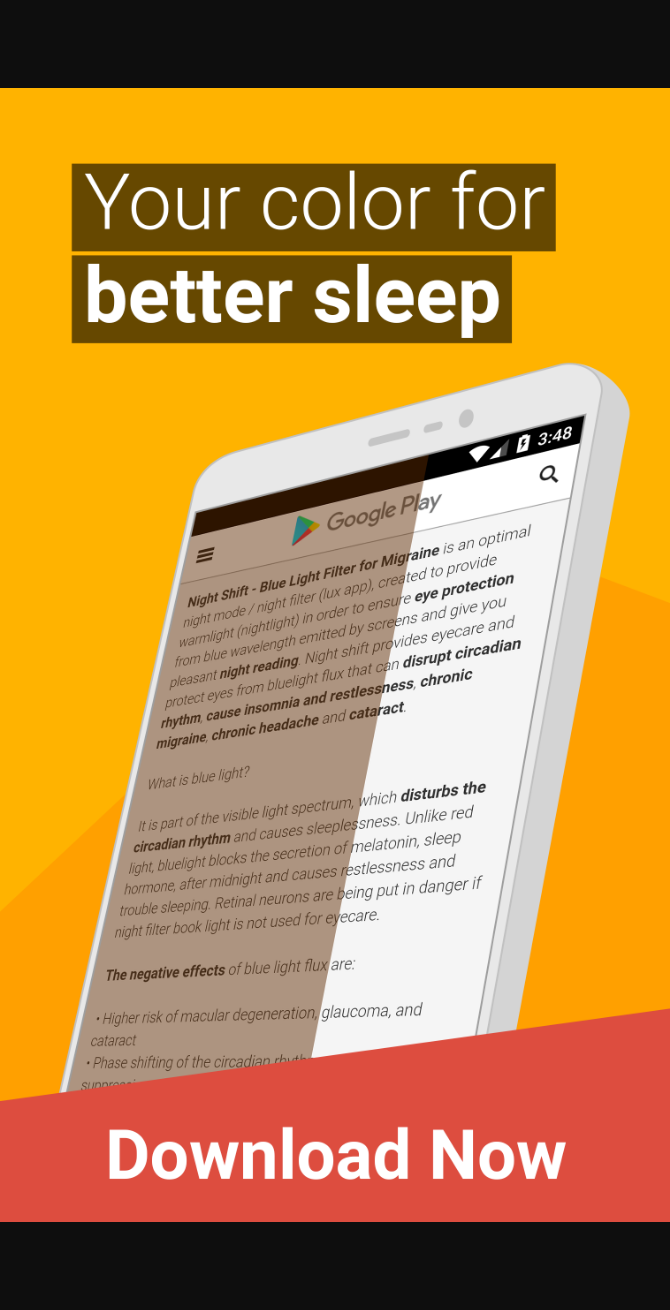 Your color for
better sleep
3:48
Google Play
Night Shift - Blue Light Filter for Migraine is an optimal
night mode / night filter (lux app), created to provide
warmlight (nightlight) in order to ensure eye protection
from blue wavelength emitted by screens and give you
pleasant night reading. Night shift provides eyecare and
protect eyes from bluelight flux that can disrupt circadian
rhythm, cause insomnia and restlessness, chronic
migraine, chronic headache and cataract.
What is blue light?
It is part of the visible light spectrum, which disturbs the
circadian rhythm and causes sleeplessness. Unlike red
light, bluelight blocks the secretion of melatonin, sleep
hormone, after midnight and causes restlessness and
trouble sleeping. Retinal neurons are being put in danger if
night filter book light is not used for eyecare.
The negative effects of blue light flux are:
• Higher risk of macular degeneration, glaucoma, and
cataract
• Phase shifting of the circadian
Download Now